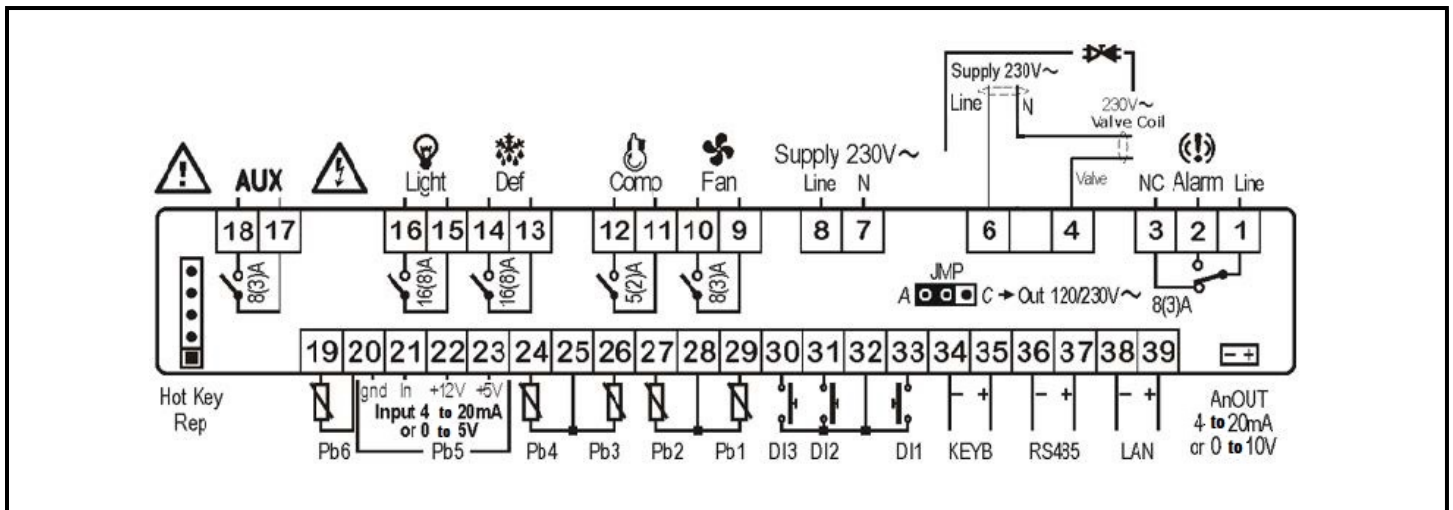 Supply 230V~
Line N
230V~
Valve Coil
AUX
Light Def
Comp Fan
Supply 230V~
Line N
Valve
NC Alarm Line
18 17 16 15 14 13 12 11 10 9 8 7 6 4 3 2 1
8(3)A 16(8)A 16(8)A 5(2)A 8(3)A
JMP
A C → Out 120/230V~
8(3)A
19 20 21 22 23 24 25 26 27 28 29 30 31 32 33 34 35 36 37 38 39
- +
gnd In +12V +5V
Input 4 to 20mA
or 0 to 5V
- + - + - +
Hot Key
Rep
Pb6 Pb5 Pb4 Pb3 Pb2 Pb1 DI3 DI2 DI1 KEYB RS485 LAN
AnOUT
4 to 20mA
or 0 to 10V